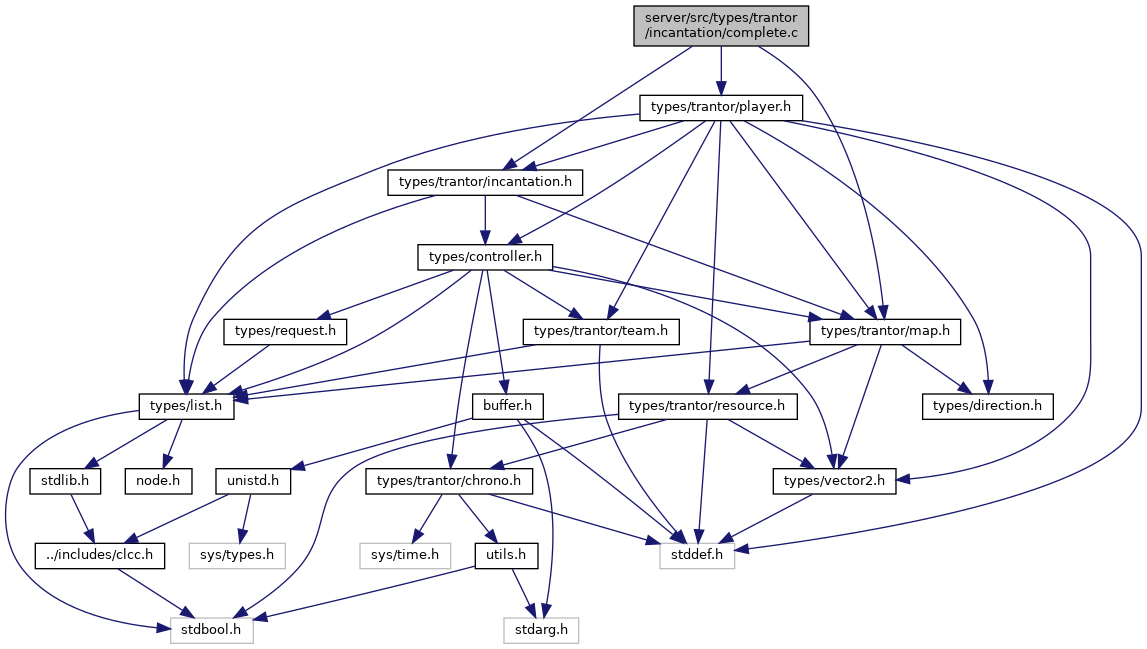 server/src/types/trantor
/incantation/complete.c
types/trantor/player.h
types/trantor/incantation.h
types/controller.h
types/request.h
types/trantor/team.h
types/trantor/map.h
types/list.h
buffer.h
types/trantor/resource.h
types/direction.h
stdlib.h
node.h
unistd.h
types/trantor/chrono.h
types/vector2.h
../includes/clcc.h
sys/types.h
sys/time.h
utils.h
stddef.h
stdbool.h
stdarg.h